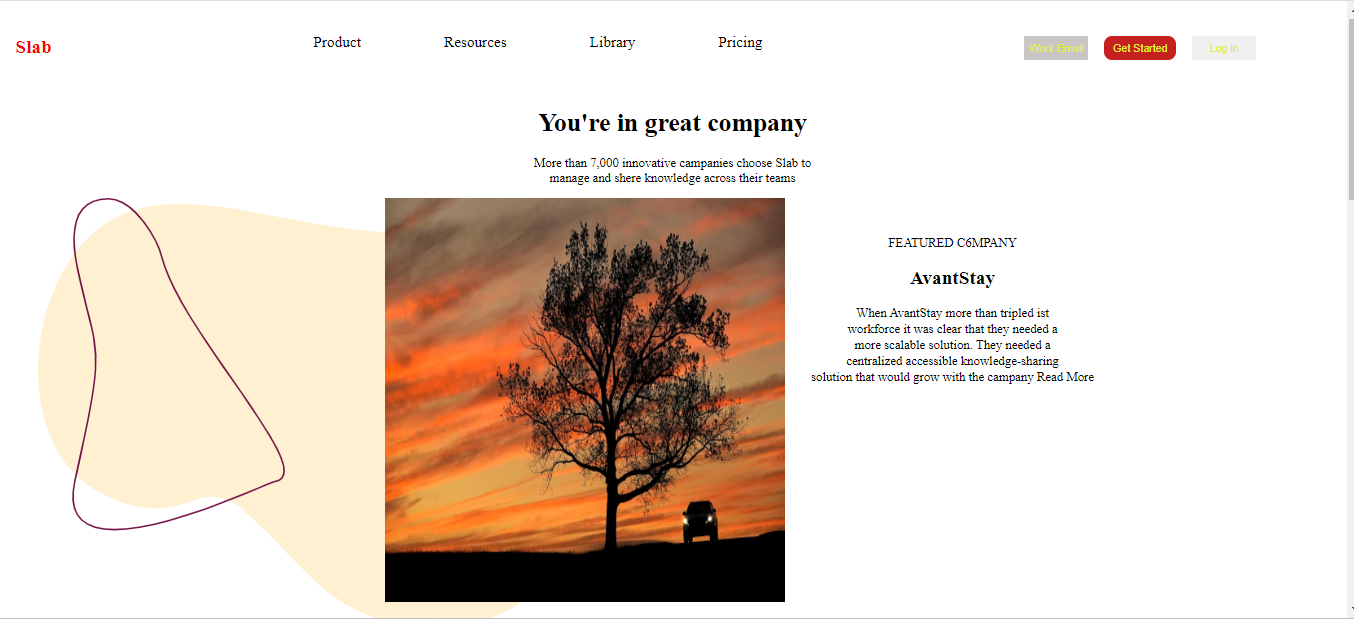 Slab
Product
Resources
Library
Pricing
Work Email
Get Started
Log in
You're in great company
More than 7,000 innovative campanies choose Slab to
manage and shere knowledge across their teams
FEATURED C6MPANY
AvantStay
When AvantStay more than tripled ist
workforce it was clear that they needed a
more scalable solution. They needed a
centralized accessible knowledge-sharing
solution that would grow with the campany Read More